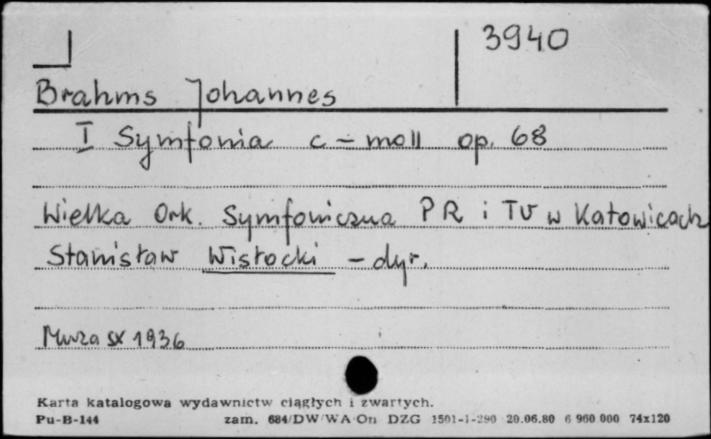 3940
Brahms Johannes
I Symfonia c-moll op. 68
Wielka Ork. Symfoniczna PR i TV w Katowicach
Stanisław Wisłocki - dyr.
Muza SX 1936
Karta katalogowa wydawnictw ciągłych i zwartych.
Pu-B-144 zam. 684/DW/WA/On DZG 1501-1-290 20.06.80 6 960 000 74x120